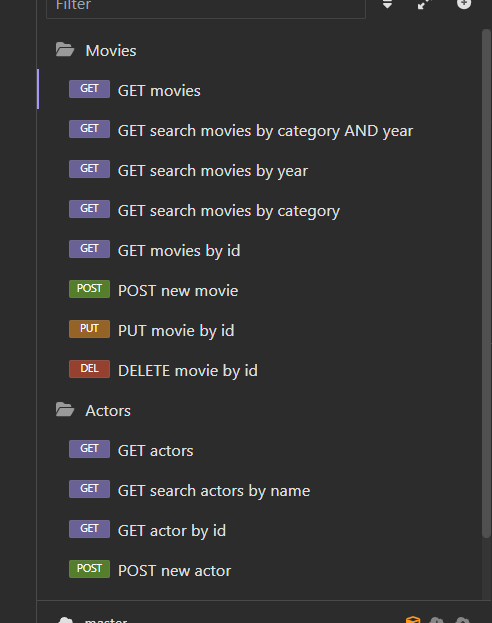 Filter
Movies
GET GET movies
GET GET search movies by category AND year
GET GET search movies by year
GET GET search movies by category
GET GET movies by id
POST POST new movie
PUT PUT movie by id
DEL DELETE movie by id
Actors
GET GET actors
GET GET search actors by name
GET GET actor by id
POST POST new actor
master